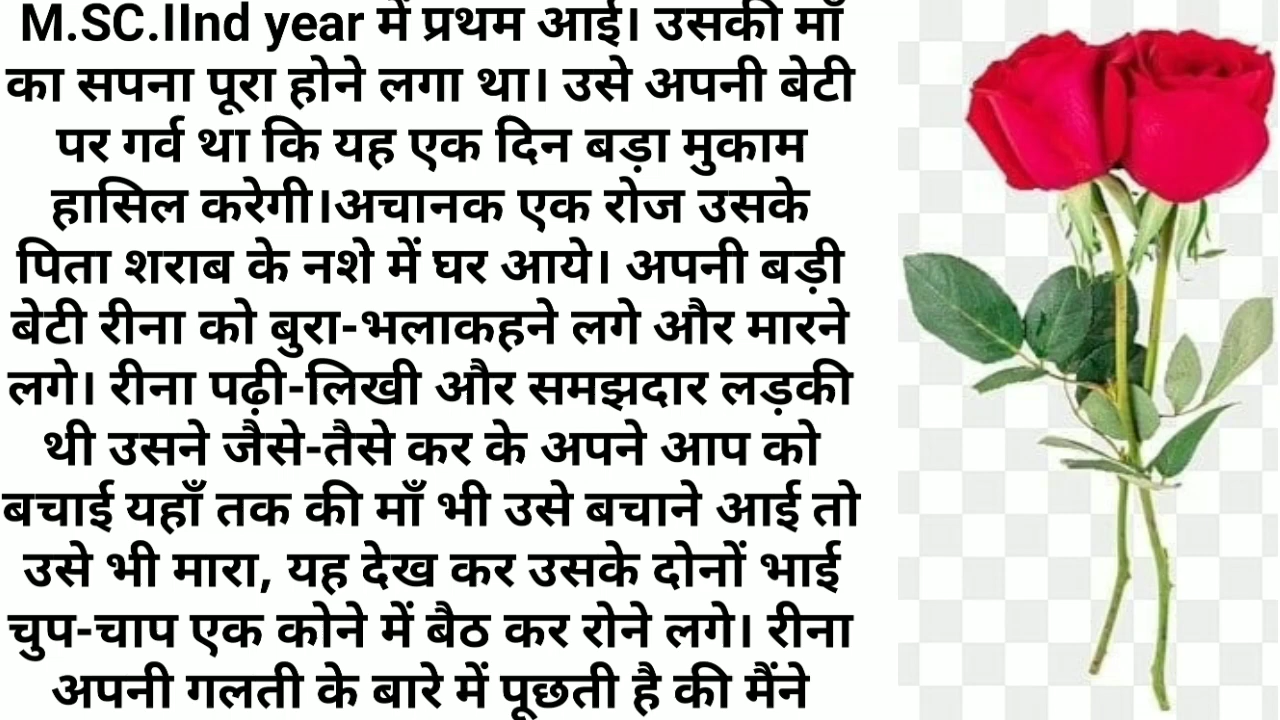 M.SC.IInd year में प्रथम आई। उसकी माँ
का सपना पूरा होने लगा था। उसे अपनी बेटी
पर गर्व था कि यह एक दिन बड़ा मुकाम
हासिल करेगी।अचानक एक रोज उसके
पिता शराब के नशे में घर आये। अपनी बड़ी
बेटी रीना को बुरा-भलाकहने लगे और मारने
लगे। रीना पढ़ी-लिखी और समझदार लड़की
थी उसने जैसे-तैसे कर के अपने आप को
बचाई यहाँ तक की माँ भी उसे बचाने आई तो
उसे भी मारा, यह देख कर उसके दोनों भाई
चुप-चाप एक कोने में बैठ कर रोने लगे। रीना
अपनी गलती के बारे में पूछती है की मैंने